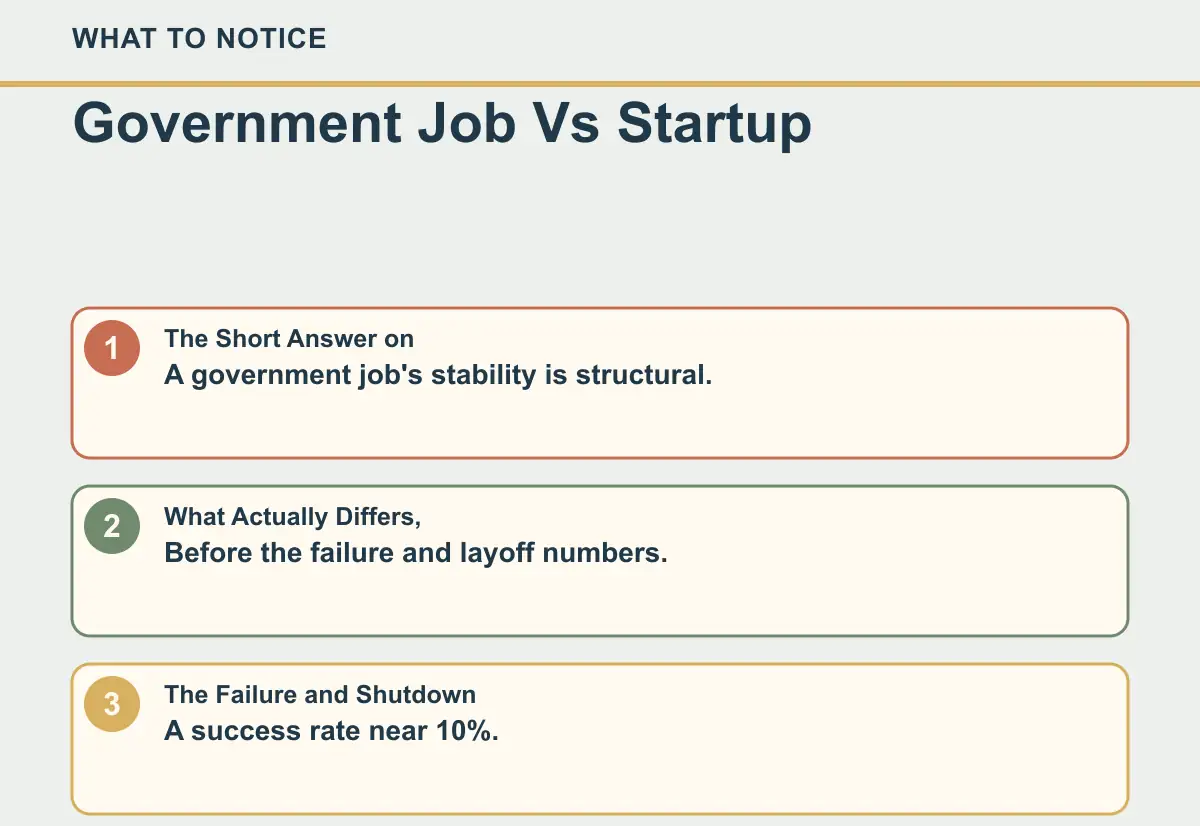 WHAT TO NOTICE
Government Job Vs Startup
1
The Short Answer on
A government job's stability is structural.
2
What Actually Differs,
Before the failure and layoff numbers.
3
The Failure and Shutdown
A success rate near 10%.